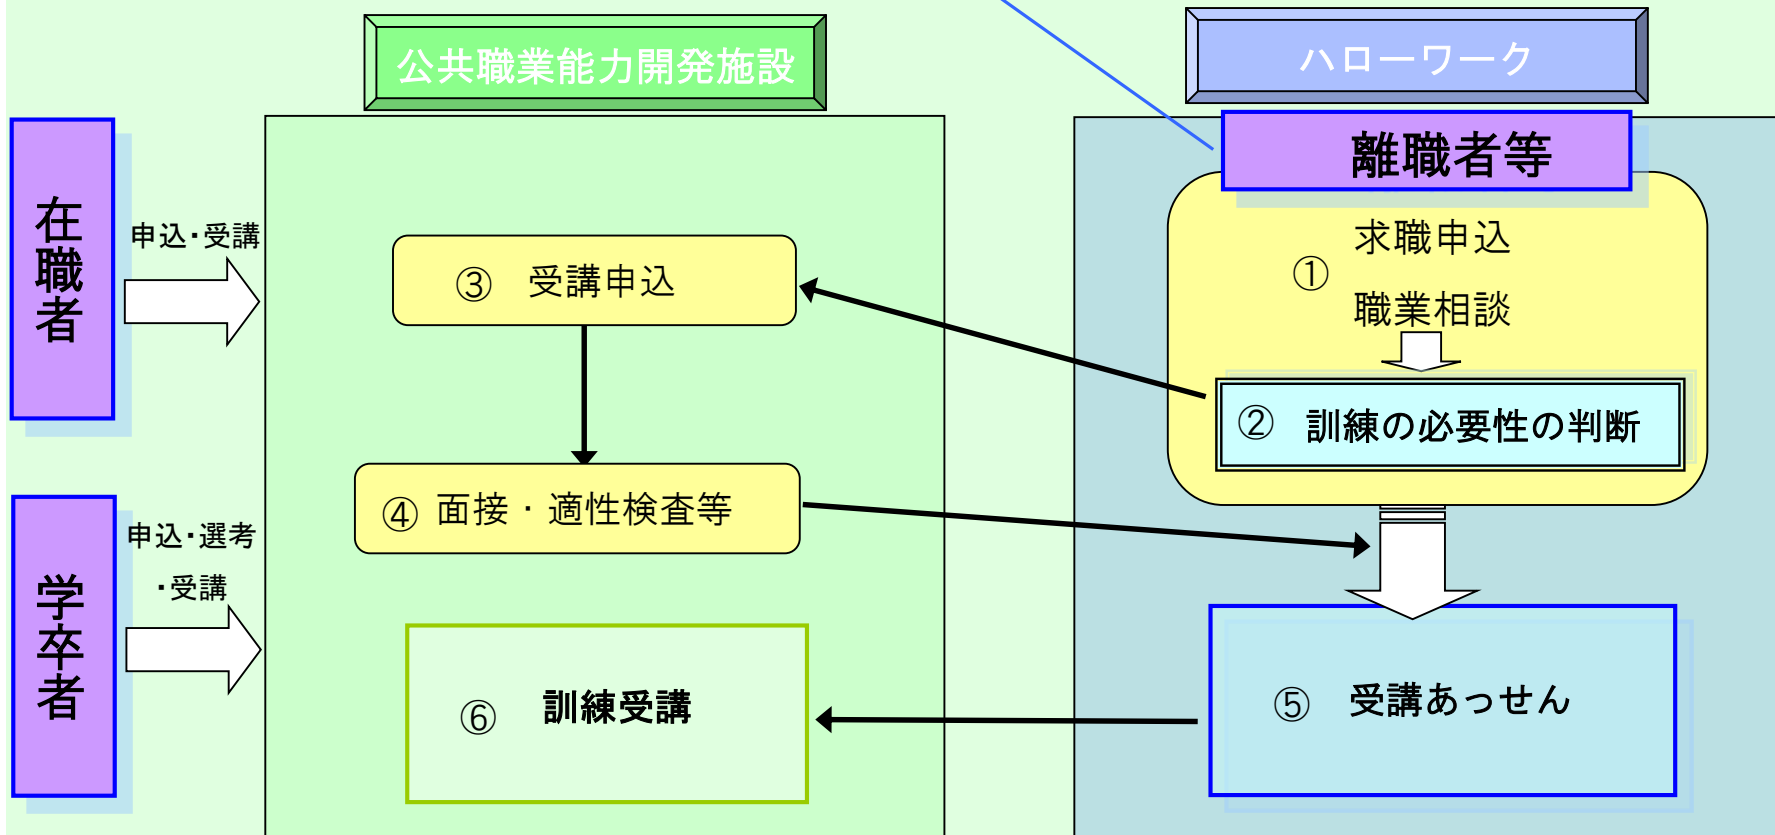 公共職業能力開発施設
ハローワーク
離職者等
在職者
申込・受講
求職申込
①
職業相談
③ 受講申込
② 訓練の必要性の判断
④ 面接・適性検査等
学卒者
申込・選考
・受講
⑤ 受講あっせん
⑥ 訓練受講